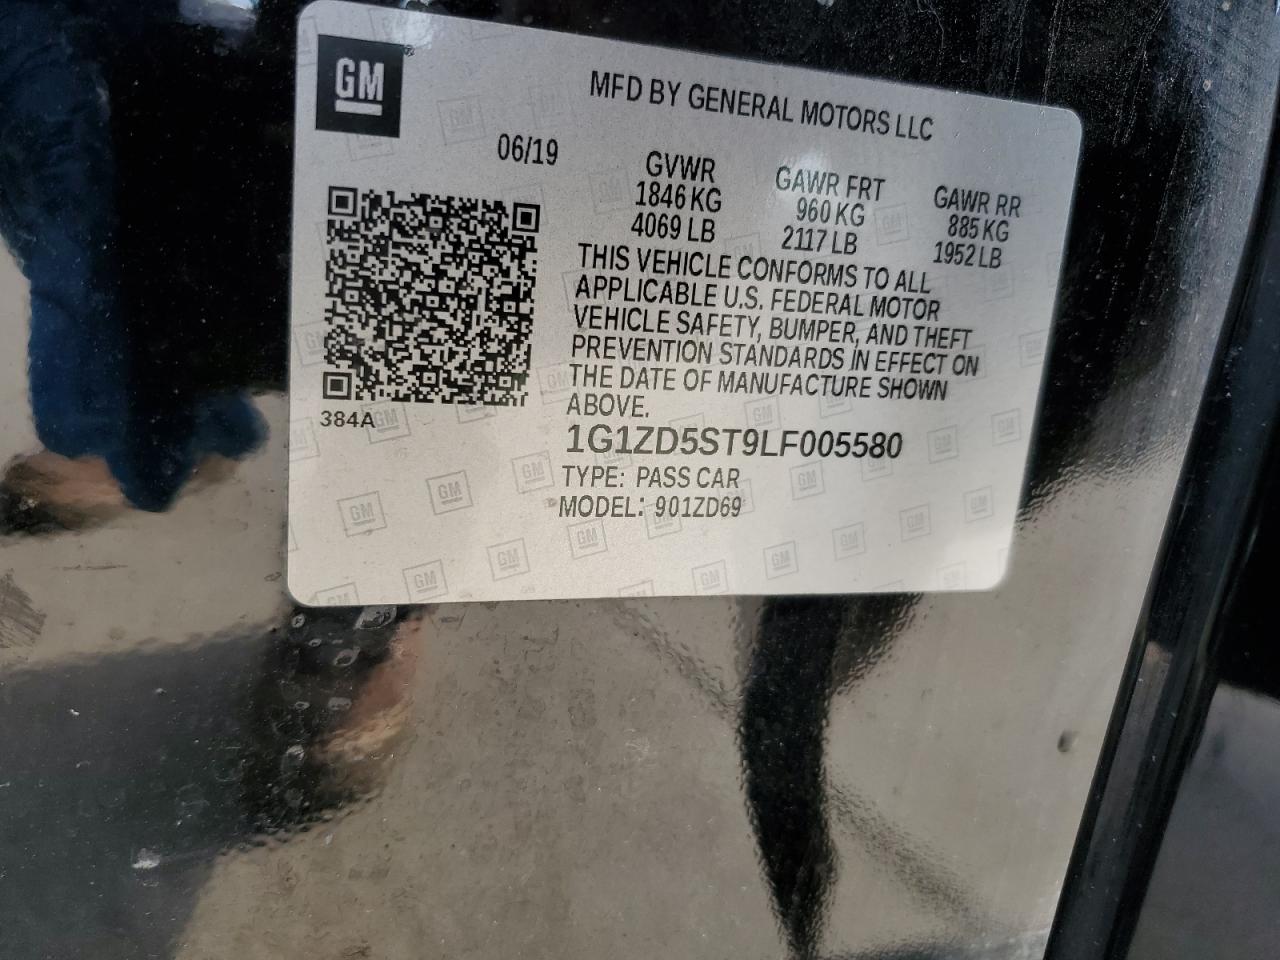 GM
MFD BY GENERAL MOTORS LLC
06/19
GVWR
1846 KG
4069 LB
GAWR FRT
960 KG
2117 LB
GAWR RR
885 KG
1952 LB
THIS VEHICLE CONFORMS TO ALL
APPLICABLE U.S. FEDERAL MOTOR
VEHICLE SAFETY, BUMPER, AND THEFT
PREVENTION STANDARDS IN EFFECT ON
THE DATE OF MANUFACTURE SHOWN
ABOVE.
384A
1G1ZD5ST9LF005580
TYPE: PASS CAR
MODEL: 901ZD69